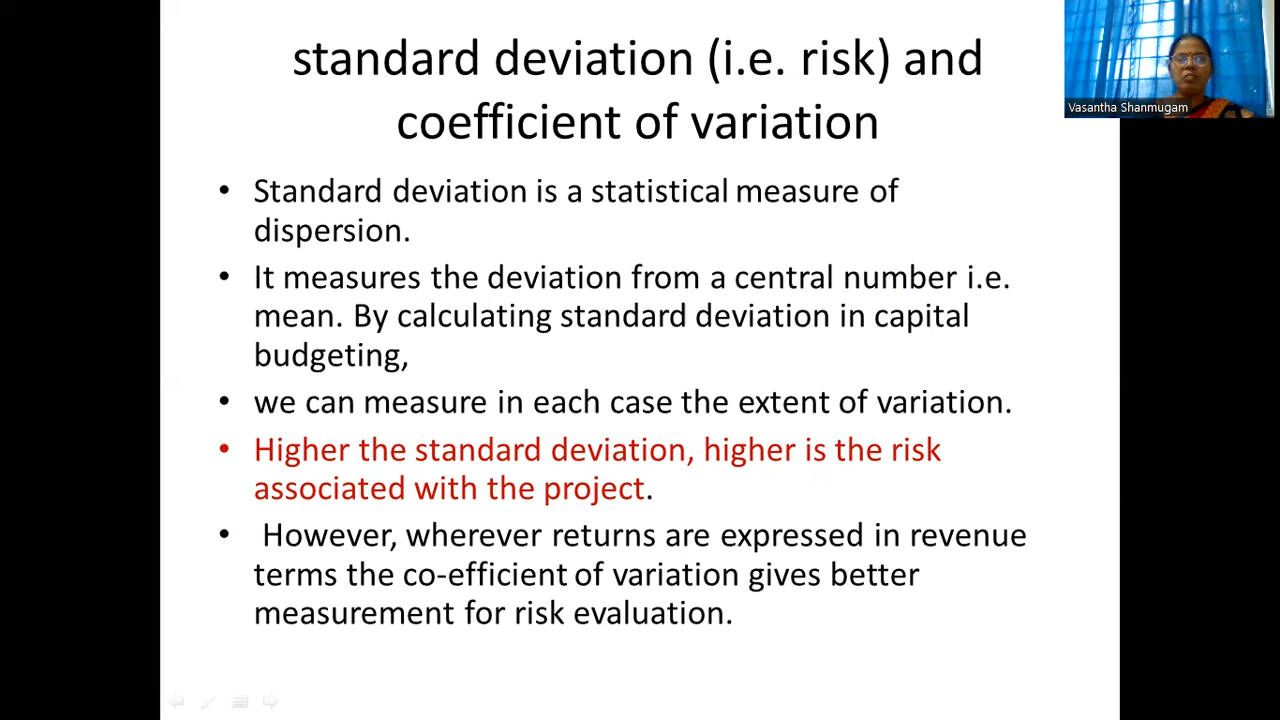 standard deviation (i.e. risk) and
coefficient of variation
Vasantha Shanmugam
• Standard deviation is a statistical measure of
dispersion.
• It measures the deviation from a central number i.e.
mean. By calculating standard deviation in capital
budgeting,
• we can measure in each case the extent of variation.
• Higher the standard deviation, higher is the risk
associated with the project.
• However, wherever returns are expressed in revenue
terms the co-efficient of variation gives better
measurement for risk evaluation.